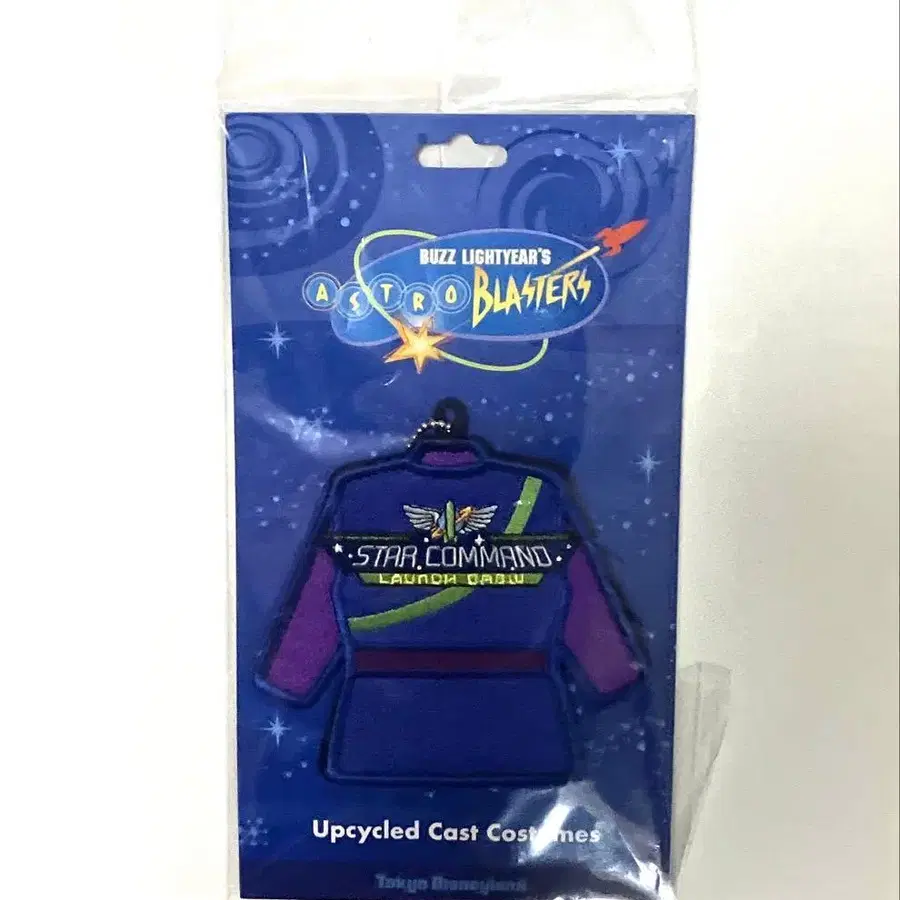 BUZZ LIGHTYEAR'S
ASTRO BLASTERS
STAR COMMAND
LAUNCH CREW
Upcycled Cast Costumes
Tokyo Disneyland